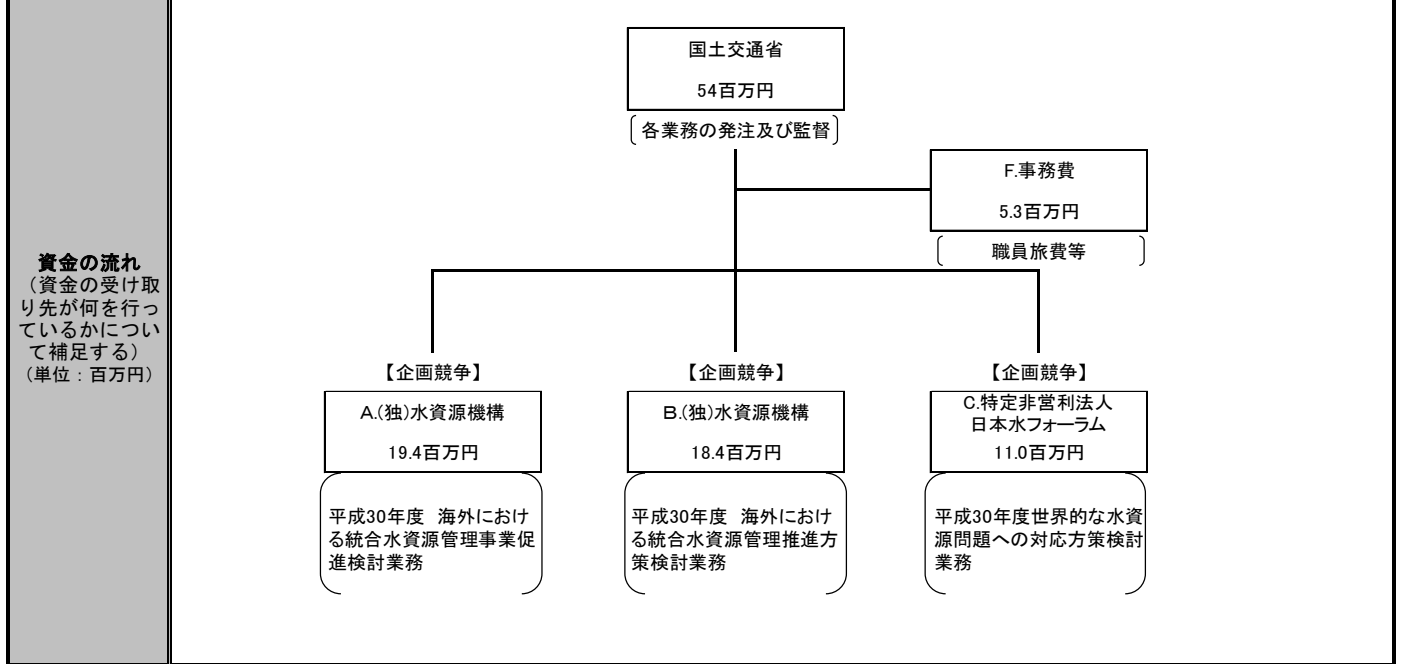 資金の流れ
（資金の受け取
り先が何を行っ
ているかについ
て補足する）
（単位：百万円）
国土交通省
54百万円
各業務の発注及び監督
F.事務費
5.3百万円
職員旅費等
【企画競争】
A.(独)水資源機構
19.4百万円
平成30年度　海外におけ
る統合水資源管理事業促
進検討業務
【企画競争】
B.(独)水資源機構
18.4百万円
平成30年度　海外におけ
る統合水資源管理推進方
策検討業務
【企画競争】
C.特定非営利法人
日本水フォーラム
11.0百万円
平成30年度世界的な水資
源問題への対応方策検討
業務